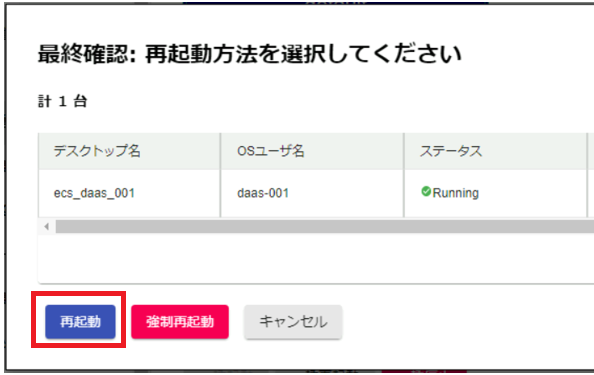 最終確認: 再起動方法を選択してください
計 1 台
デスクトップ名 OSユーザ名 ステータス
ecs_daas_001 daas-001 Running
再起動 強制再起動 キャンセル